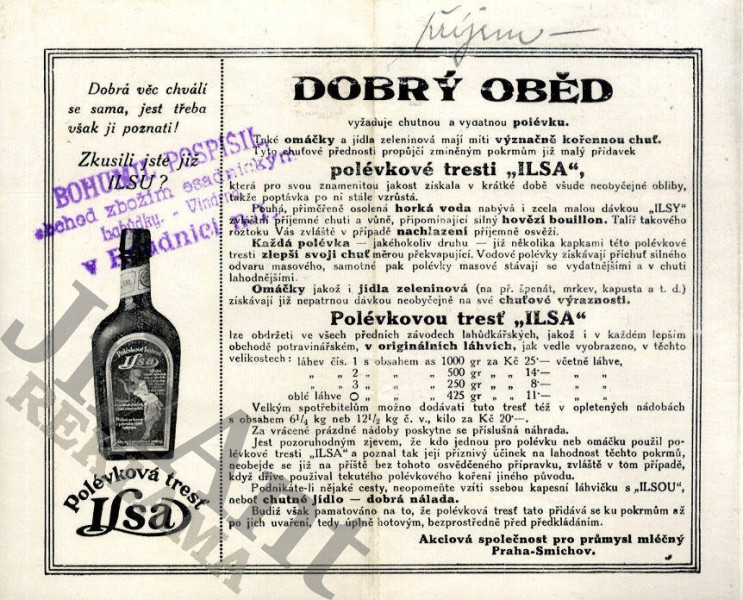 příjem —
Dobrá věc chválí
se sama, jest třeba
však ji poznati!
Zkusili jste již
ILSU?
BOHUMIL POSPÍŠIL
obchod zbožím osadnickým
lahůdky. -
v
Polévková tresť
Ilsa
Polévková tresť
Ilsa
DOBRÝ OBĚD
vyžaduje chutnou a vydatnou polévku.
Také omáčky a jídla zeleninová mají míti význačně kořennou chuť.
Tyto chuťové přednosti propůjčí zmíněným pokrmům již malý přídavek
polévkové tresti „ILSA“,
která pro svou znamenitou jakost získala v krátké době všude neobyčejné obliby,
takže poptávka po ní stále vzrůstá.
Pouhá, přiměřeně osolená horká voda nabývá i zcela malou dávkou „ILSY“
zvláštní příjemné chuti a vůně, připomínající silný hovězí bouillon. Talíř takového
roztoku Vás zvláště v případě nachlazení příjemně osvěží.
Každá polévka — jakéhokoliv druhu — již několika kapkami této polévkové
tresti zlepší svoji chuť měrou překvapující. Vodové polévky získávají příchuť silného
odvaru masového, samotné pak polévky masové stávají se vydatnějšími a v chuti
lahodnějšími.
Omáčky jakož i jídla zeleninová (na př. špenát, mrkev, kapusta a t. d.)
získávají již nepatrnou dávkou neobyčejně na své chuťové výraznosti.
Polévkovou tresť „ILSA“
lze obdržeti ve všech předních závodech lahůdkářských, jakož i v každém lepším
obchodě potravinářském, v originálních láhvích, jak vedle vyobrazeno, v těchto
velikostech: láhev čís. 1 s obsahem as 1000 gr za Kč 25·— včetně láhve,
„ „ 2 „ „ „ 500 gr „ „ 14·— „ „
„ „ 3 „ „ „ 250 gr „ „ 8·— „ „
oblé láhve O „ „ „ 425 gr „ „ 11·— „ „
Velkým spotřebitelům možno dodávati tuto tresť též v opletených nádobách
s obsahem 6¼ kg neb 12½ kg č. v., kilo za Kč 20·—.
Za vrácené prázdné nádoby poskytne se příslušná náhrada.
Jest pozoruhodným zjevem, že kdo jednou pro polévku neb omáčku použil po-
lévkové tresti „ILSA“ a poznal tak její příznivý účinek na lahodnost těchto pokrmů,
neobejde se již na příště bez tohoto osvědčeného přípravku, zvláště v tom případě,
když dříve používal tekutého polévkového koření jiného původu.
Podnikáte-li nějaké cesty, neopomeňte vzíti ssebou kapesní láhvičku s „ILSOU“,
neboť chutné jídlo — dobrá nálada.
Budiž však pamatováno na to, že polévková tresť tato přidává se ku pokrmům až
po jich uvaření, tedy úplně hotovým, bezprostředně před předkládáním.
Akciová společnost pro průmysl mléčný
Praha-Smíchov.
REKLAMA